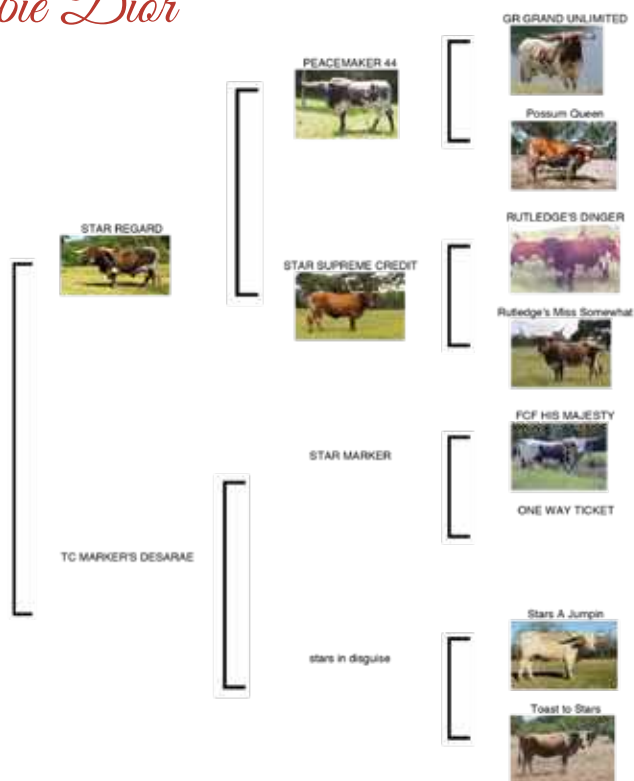 Dior
GR GRAND UNLIMITED
PEACEMAKER 44
Possum Queen
STAR REGARD
RUTLEDGE'S DINGER
STAR SUPREME CREDIT
Rutledge's Miss Somewhat
FCF HIS MAJESTY
STAR MARKER
ONE WAY TICKET
TC MARKER'S DESARAE
Stars A Jumpin
stars in disguise
Toast to Stars